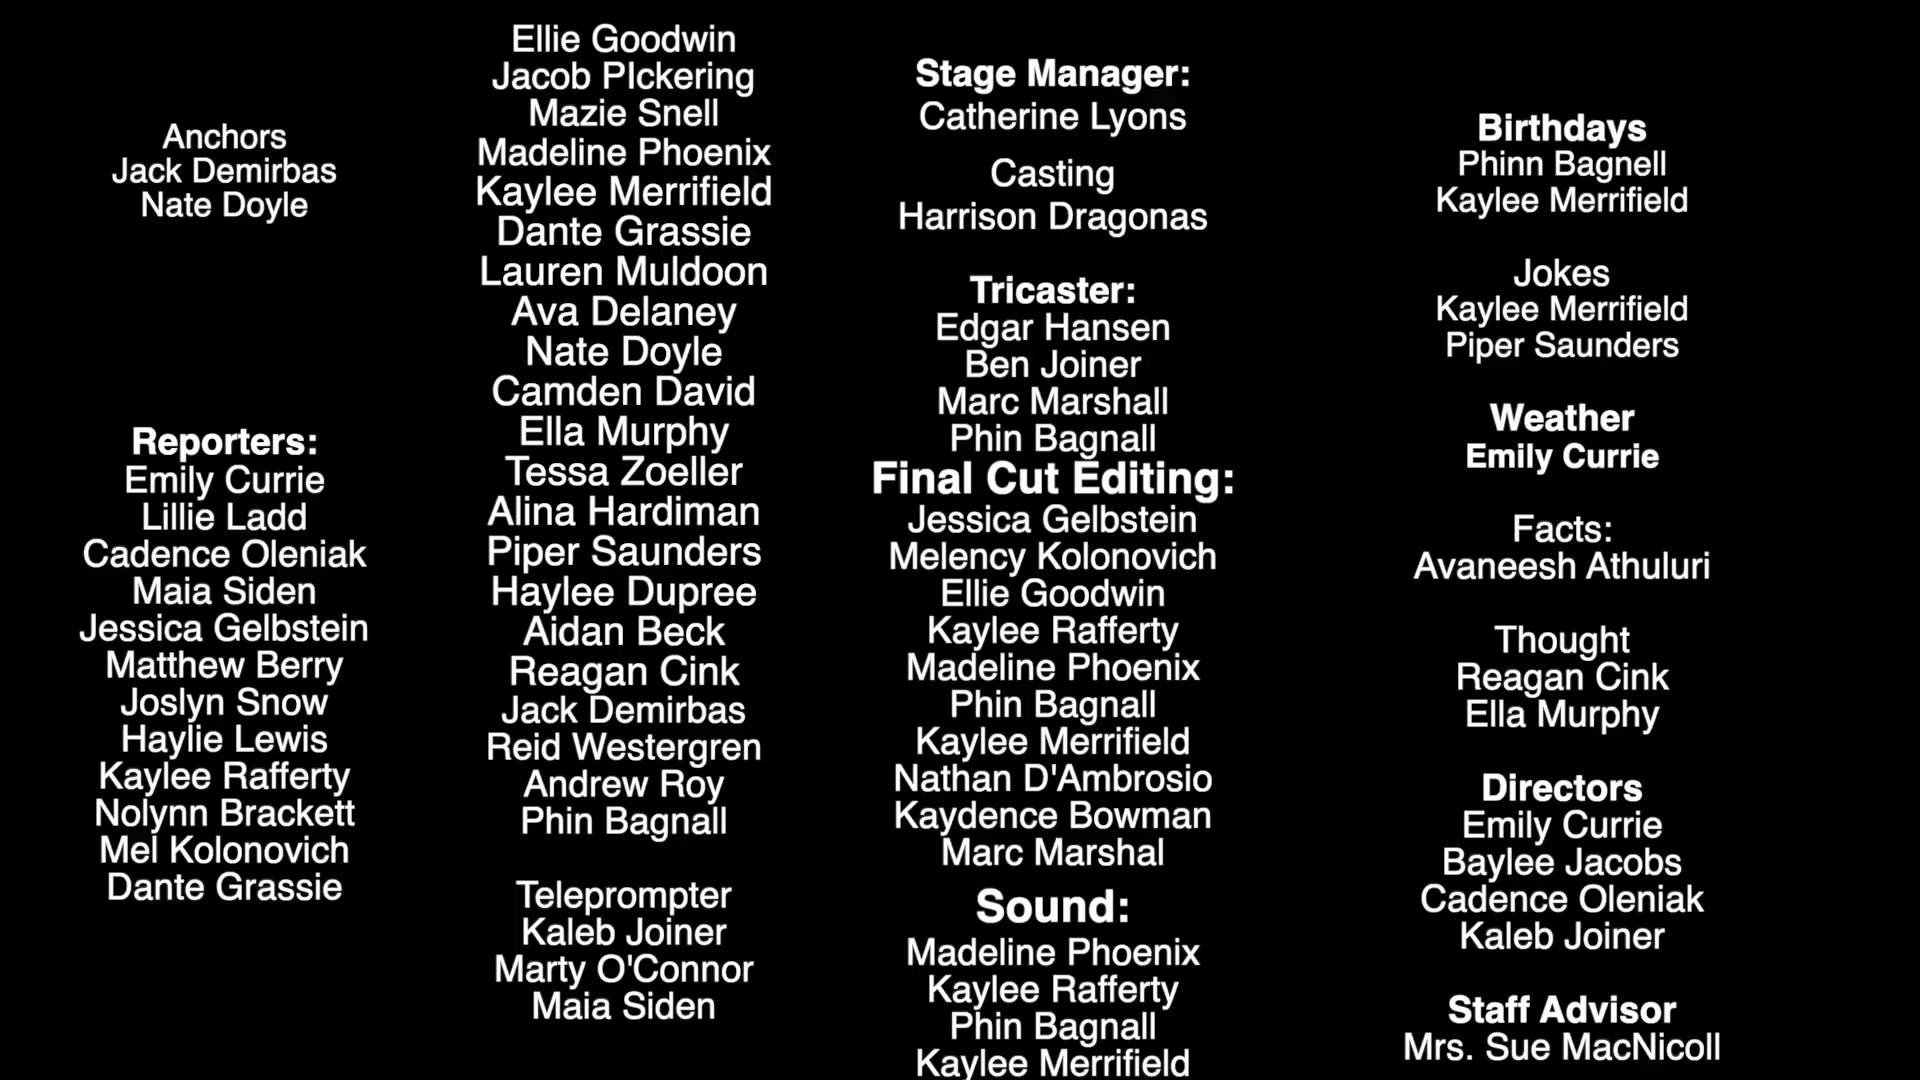 Anchors
Jack Demirbas
Nate Doyle
Reporters:
Emily Currie
Lillie Ladd
Cadence Oleniak
Maia Siden
Jessica Gelbstein
Matthew Berry
Joslyn Snow
Haylie Lewis
Kaylee Rafferty
Nolynn Brackett
Mel Kolonovich
Dante Grassie
Ellie Goodwin
Jacob PIckering
Mazie Snell
Madeline Phoenix
Kaylee Merrifield
Dante Grassie
Lauren Muldoon
Ava Delaney
Nate Doyle
Camden David
Ella Murphy
Tessa Zoeller
Alina Hardiman
Piper Saunders
Haylee Dupree
Aidan Beck
Reagan Cink
Jack Demirbas
Reid Westergren
Andrew Roy
Phin Bagnall
Teleprompter
Kaleb Joiner
Marty O'Connor
Maia Siden
Stage Manager:
Catherine Lyons
Casting
Harrison Dragonas
Tricaster:
Edgar Hansen
Ben Joiner
Marc Marshall
Phin Bagnall
Final Cut Editing:
Jessica Gelbstein
Melency Kolonovich
Ellie Goodwin
Kaylee Rafferty
Madeline Phoenix
Phin Bagnall
Kaylee Merrifield
Nathan D'Ambrosio
Kaydence Bowman
Marc Marshal
Sound:
Madeline Phoenix
Kaylee Rafferty
Phin Bagnall
Kaylee Merrifield
Birthdays
Phinn Bagnell
Kaylee Merrifield
Jokes
Kaylee Merrifield
Piper Saunders
Weather
Emily Currie
Facts:
Avaneesh Athuluri
Thought
Reagan Cink
Ella Murphy
Directors
Emily Currie
Baylee Jacobs
Cadence Oleniak
Kaleb Joiner
Staff Advisor
Mrs. Sue MacNicoll